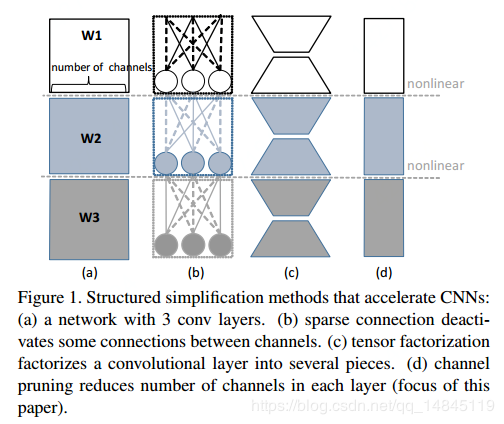 W1
number of channels
nonlinear
W2
nonlinear
W3
(a) (b) (c) (d)
Figure 1. Structured simplification methods that accelerate CNNs:
(a) a network with 3 conv layers. (b) sparse connection deacti-
vates some connections between channels. (c) tensor factorization
factorizes a convolutional layer into several pieces. (d) channel
pruning reduces number of channels in each layer (focus of this
paper).
https://blog.csdn.net/qq_14845119